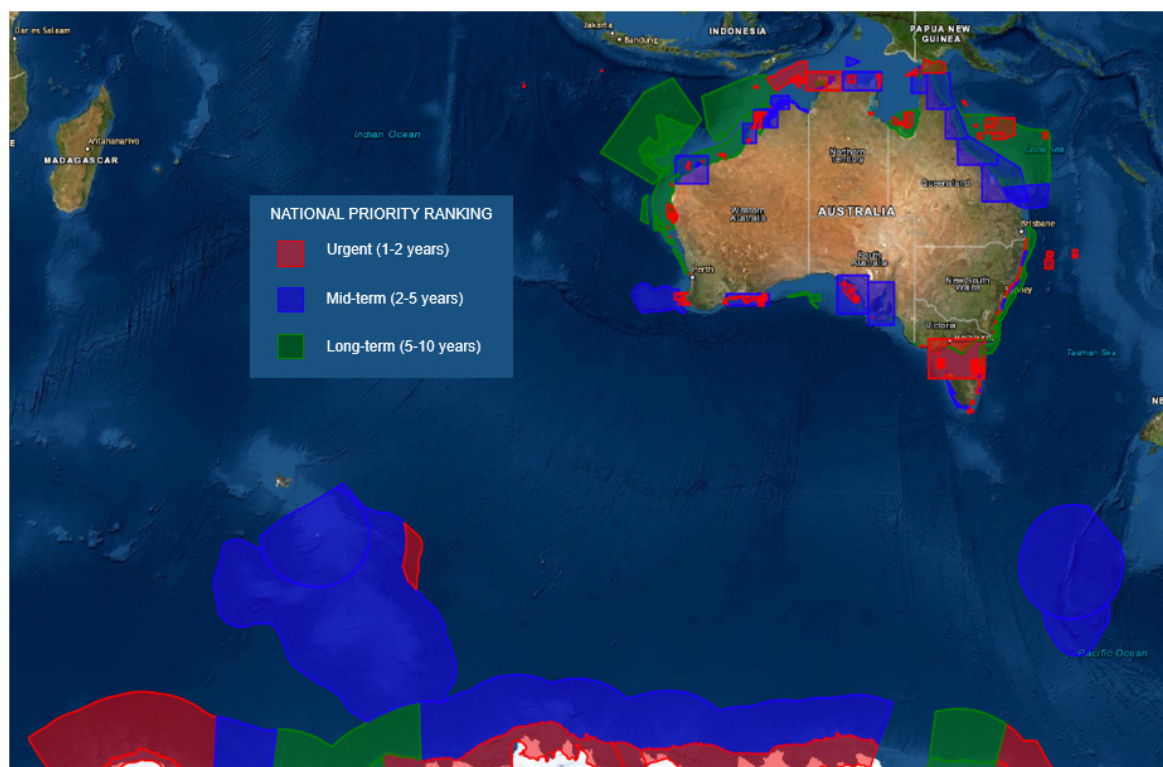 Dar es Salaam
Jakarta
Bandung
INDONESIA
PAPUA NEW
GUINEA
Indian Ocean
Antananarivo
MADAGASCAR
Coral Sea
Northern
Territory
Queensland
NATIONAL PRIORITY RANKING
Urgent (1-2 years)
Mid-term (2-5 years)
Long-term (5-10 years)
Western
Australia
AUSTRALIA
Brisbane
South
Australia
Perth
New South
Wales
Sydney
Victoria
Tasman Sea
NE
Pacific Ocean